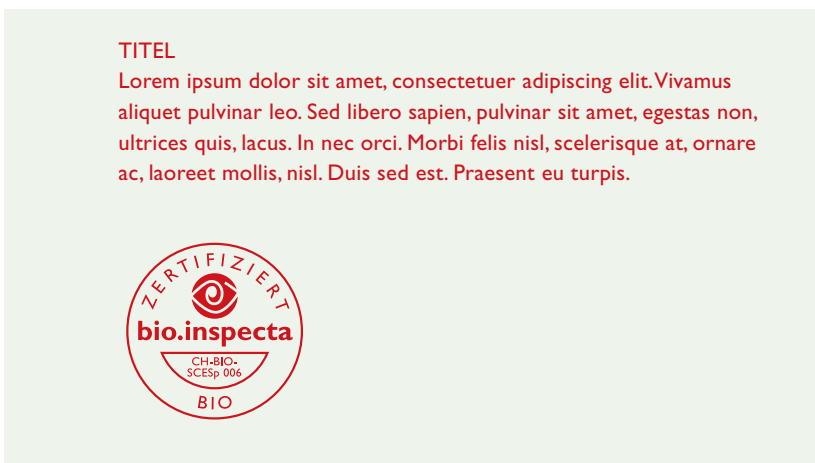 TITEL
Lorem ipsum dolor sit amet, consectetuer adipiscing elit. Vivamus
aliquet pulvinar leo. Sed libero sapien, pulvinar sit amet, egestas non,
ultrices quis, lacus. In nec orci. Morbi felis nisl, scelerisque at, ornare
ac, laoreet mollis, nisl. Duis sed est. Praesent eu turpis.
ZERTIFIZIERT
bio.inspecta
CH-BIO-
SCESp 006
BIO